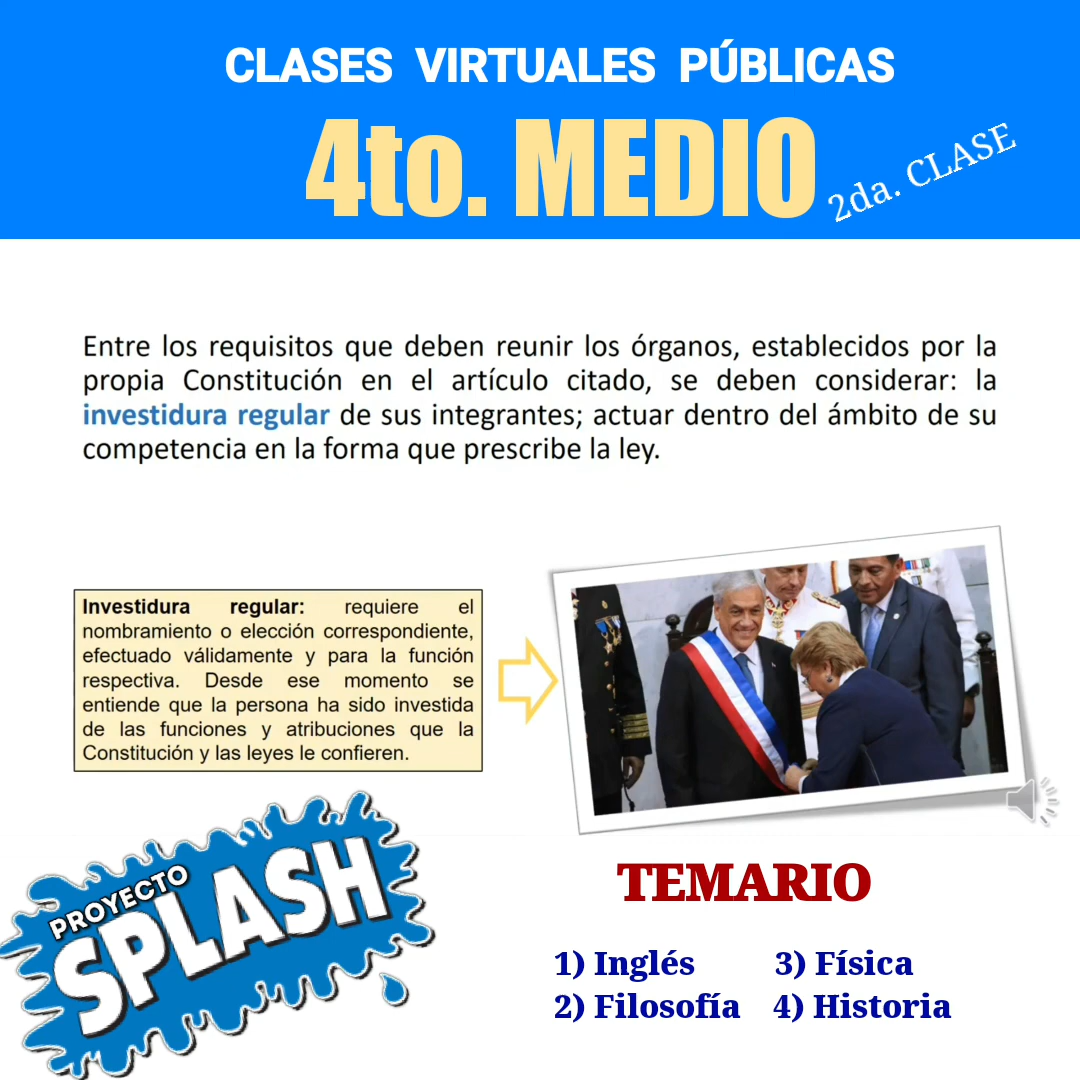 CLASES VIRTUALES PÚBLICAS
4to. MEDIO
2da. CLASE
Entre los requisitos que deben reunir los órganos, establecidos por la
propia Constitución en el artículo citado, se deben considerar: la
investidura regular de sus integrantes; actuar dentro del ámbito de su
competencia en la forma que prescribe la ley.
Investidura regular: requiere el
nombramiento o elección correspondiente,
efectuado válidamente y para la función
respectiva. Desde ese momento se
entiende que la persona ha sido investida
de las funciones y atribuciones que la
Constitución y las leyes le confieren.
PROYECTO
SPLASH
TEMARIO
1) Inglés 3) Física
2) Filosofía 4) Historia